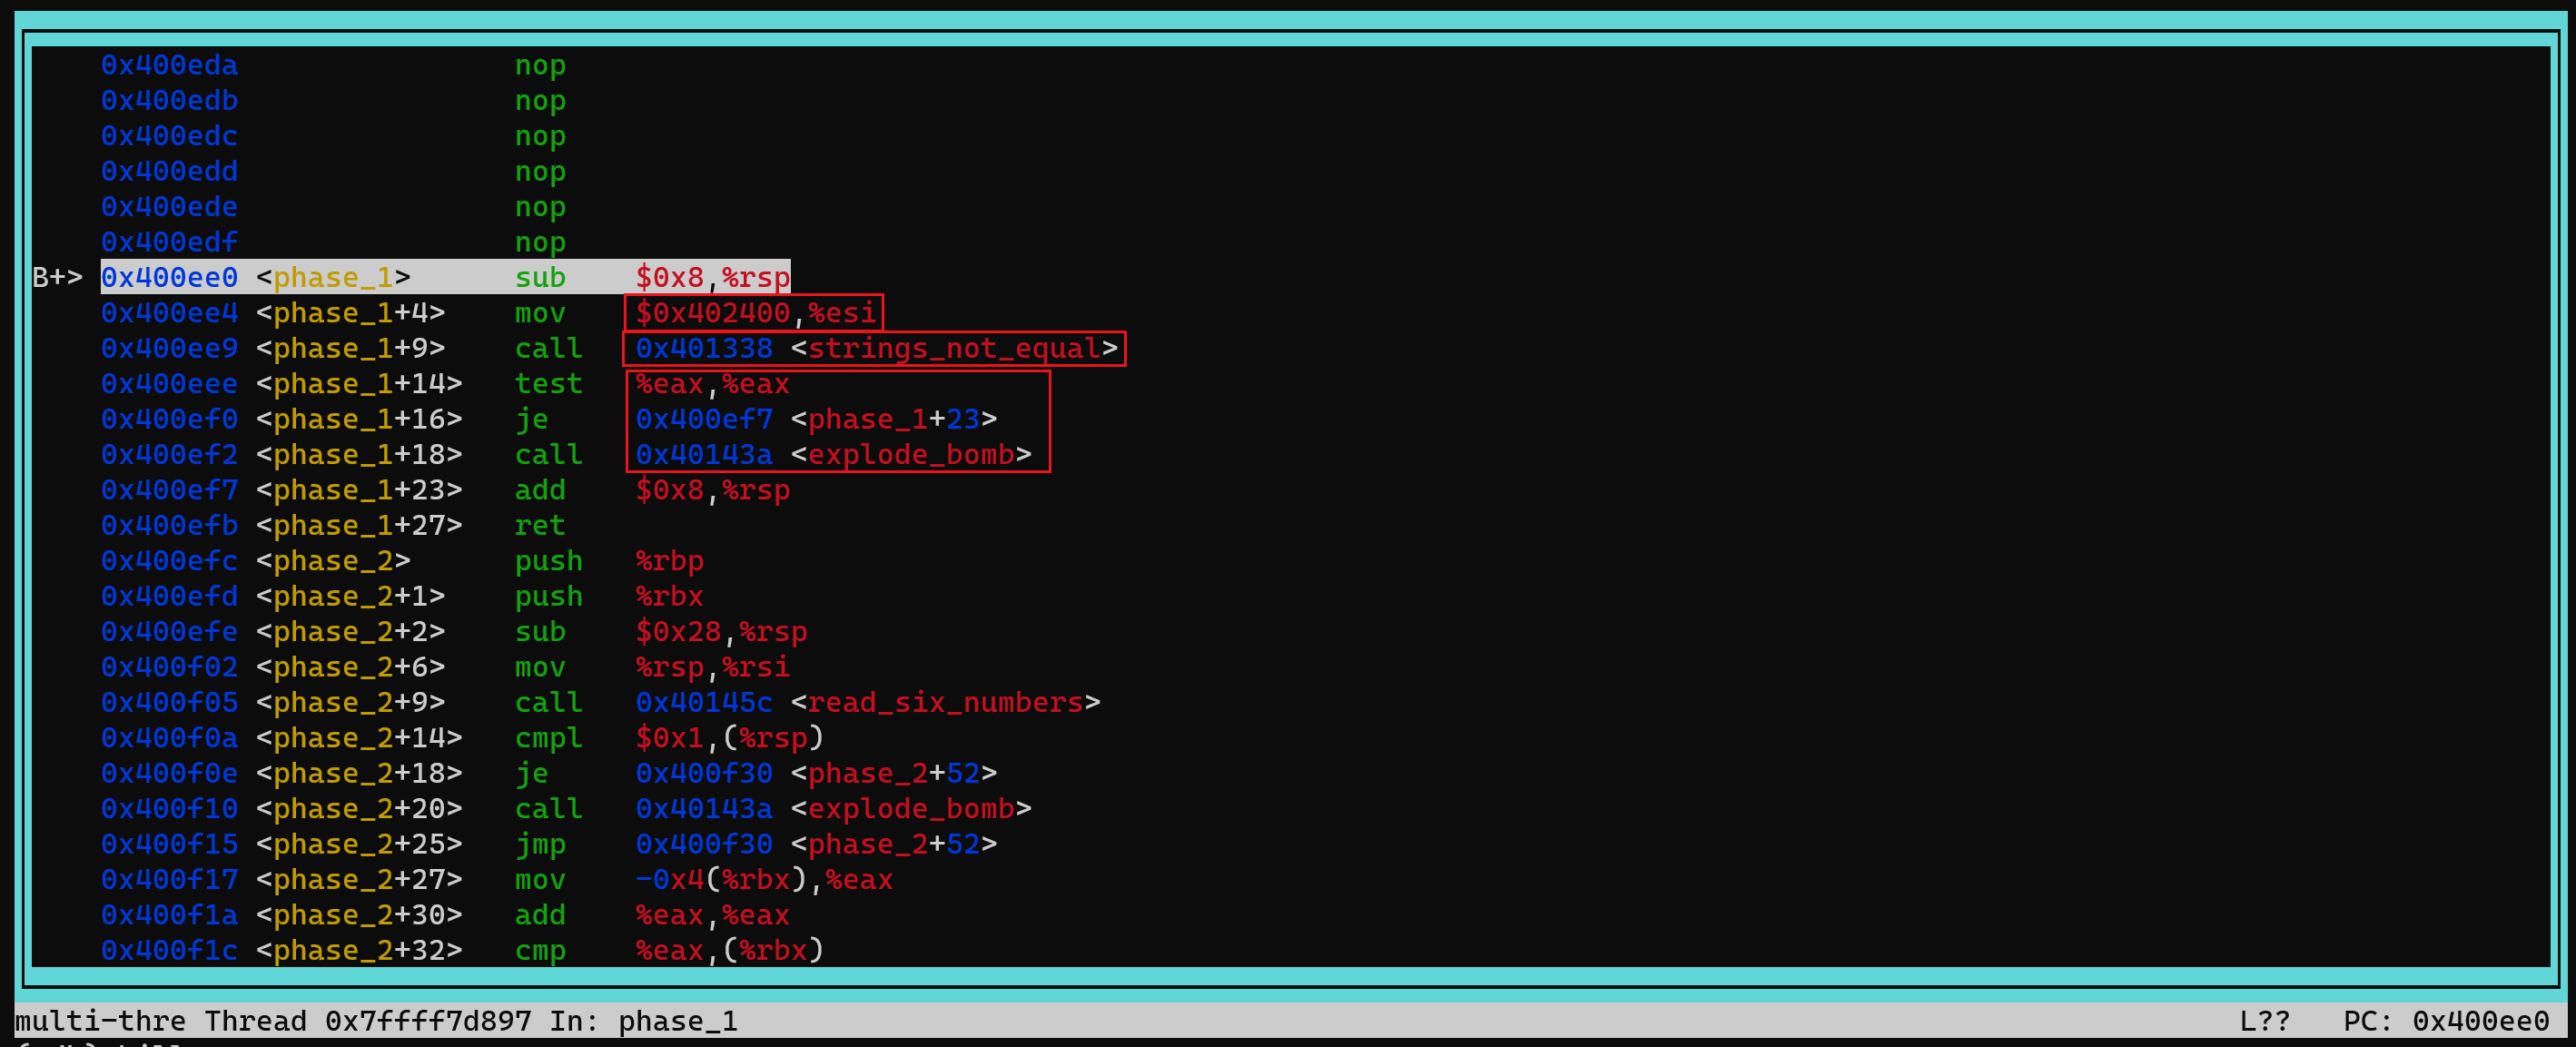 0x400eda nop
0x400edb nop
0x400edc nop
0x400edd nop
0x400ede nop
0x400edf nop
B+> 0x400ee0 <phase_1> sub $0x8,%rsp
0x400ee4 <phase_1+4> mov $0x402400,%esi
0x400ee9 <phase_1+9> call 0x401338 <strings_not_equal>
0x400eee <phase_1+14> test %eax,%eax
0x400ef0 <phase_1+16> je 0x400ef7 <phase_1+23>
0x400ef2 <phase_1+18> call 0x40143a <explode_bomb>
0x400ef7 <phase_1+23> add $0x8,%rsp
0x400efb <phase_1+27> ret
0x400efc <phase_2> push %rbp
0x400efd <phase_2+1> push %rbx
0x400efe <phase_2+2> sub $0x28,%rsp
0x400f02 <phase_2+6> mov %rsp,%rsi
0x400f05 <phase_2+9> call 0x40145c <read_six_numbers>
0x400f0a <phase_2+14> cmpl $0x1,(%rsp)
0x400f0e <phase_2+18> je 0x400f30 <phase_2+52>
0x400f10 <phase_2+20> call 0x40143a <explode_bomb>
0x400f15 <phase_2+25> jmp 0x400f30 <phase_2+52>
0x400f17 <phase_2+27> mov -0x4(%rbx),%eax
0x400f1a <phase_2+30> add %eax,%eax
0x400f1c <phase_2+32> cmp %eax,(%rbx)
multi-thre Thread 0x7ffff7d897 In: phase_1 L?? PC: 0x400ee0